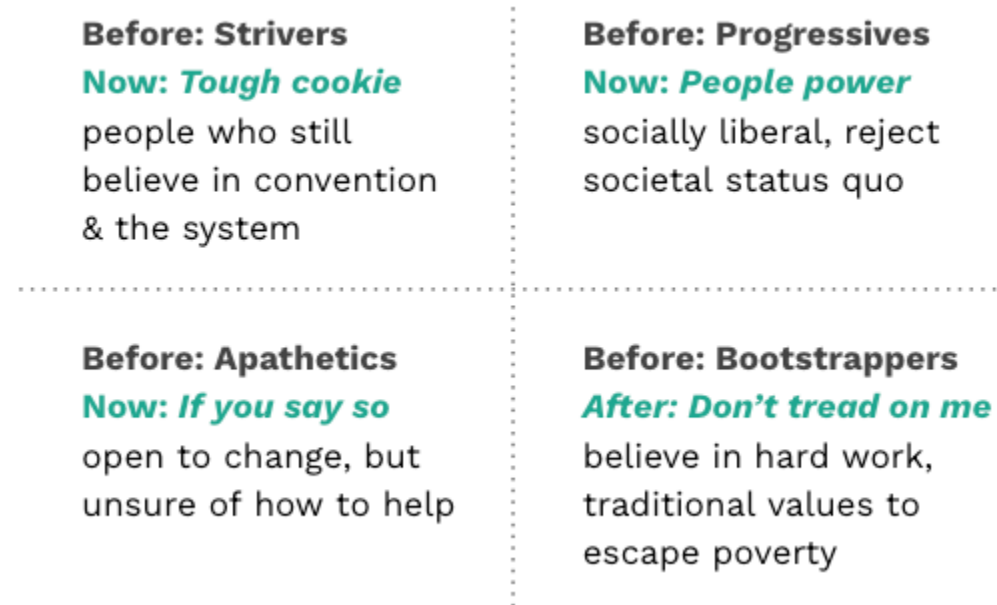 Before: Strivers
Now: Tough cookie
people who still
believe in convention
& the system
Before: Progressives
Now: People power
socially liberal, reject
societal status quo
Before: Apathetics
Now: If you say so
open to change, but
unsure of how to help
Before: Bootstrappers
After: Don’t tread on me
believe in hard work,
traditional values to
escape poverty